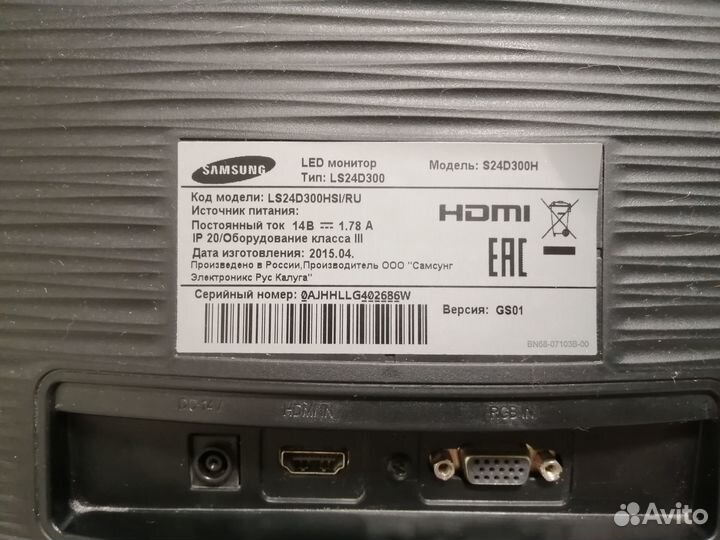 SAMSUNG
LED монитор
Тип: LS24D300
Модель: S24D300H
Код модели: LS24D300HSI/RU
Источник питания:
Постоянный ток 14В 1.78 A
IP 20/Оборудование класса III
Дата изготовления: 2015.04.
Произведено в России,Производитель ООО "Самсунг
Электроникс Рус Калуга"
HDMI
EAC
Серийный номер: 0AJHHLLG402686W
Версия: GS01
BN68-07103B-00
DC-14V
HDMI IN
RGB IN
Avito